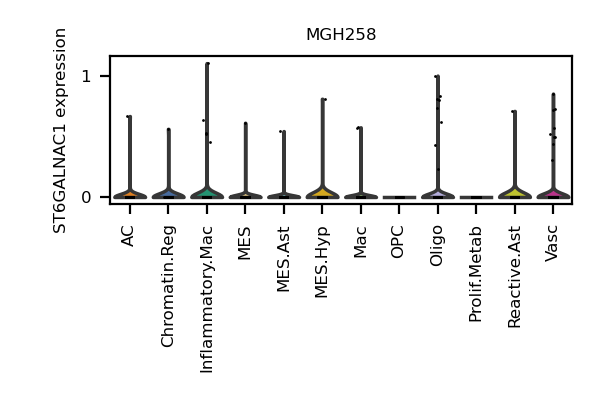 MGH258
ST6GALNAC1 expression
1
0
AC
Chromatin.Reg
Inflammatory.Mac
MES
MES.Ast
MES.Hyp
Mac
OPC
Oligo
Prolif.Metab
Reactive.Ast
Vasc